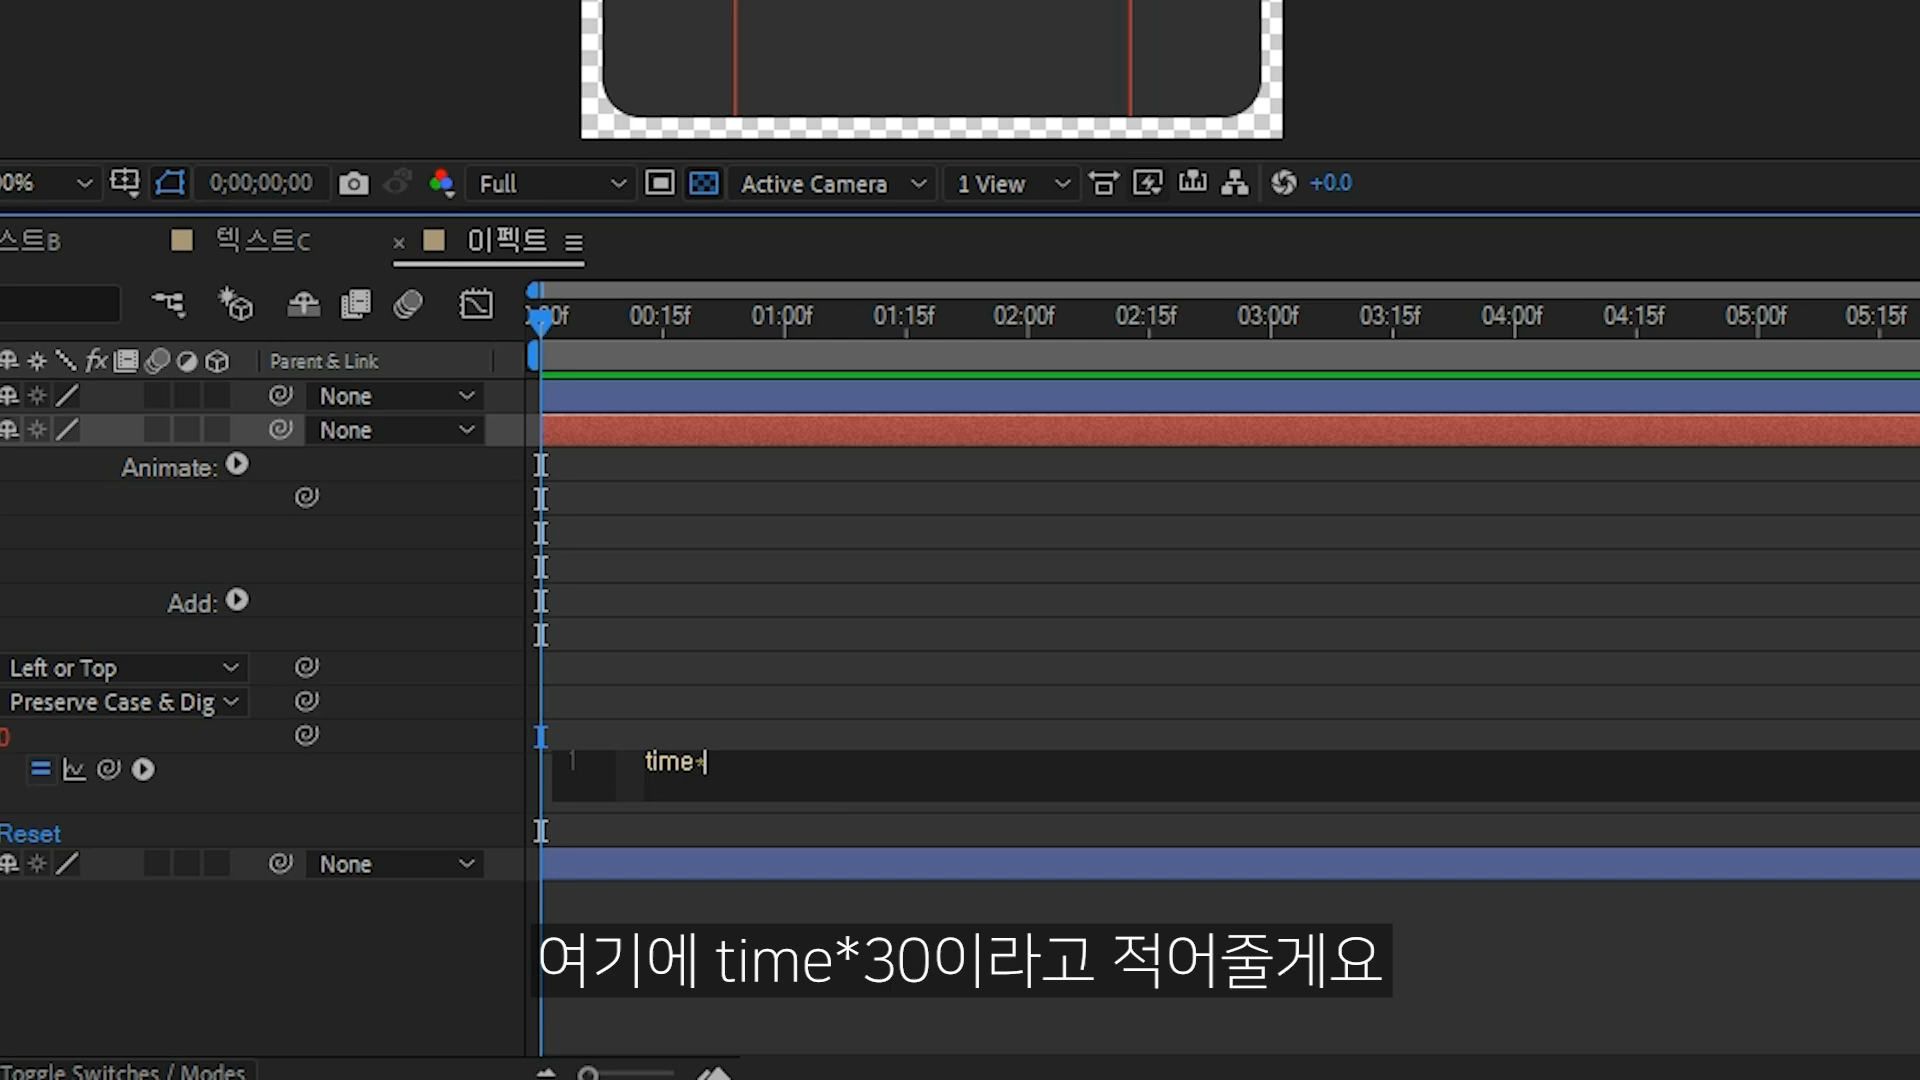 0%
0;00;00;00
Full
Active Camera
1 View
+0.0
스트B
텍스트C
× 이펙트
:00f 00:15f 01:00f 01:15f 02:00f 02:15f 03:00f 03:15f 04:00f 04:15f 05:00f 05:15f
fx
Parent & Link
None
None
Animate:
Add:
Left or Top
Preserve Case & Dig
0
1 time*
Reset
None
여기에 time*30이라고 적어줄게요
Toggle Switches / Modes